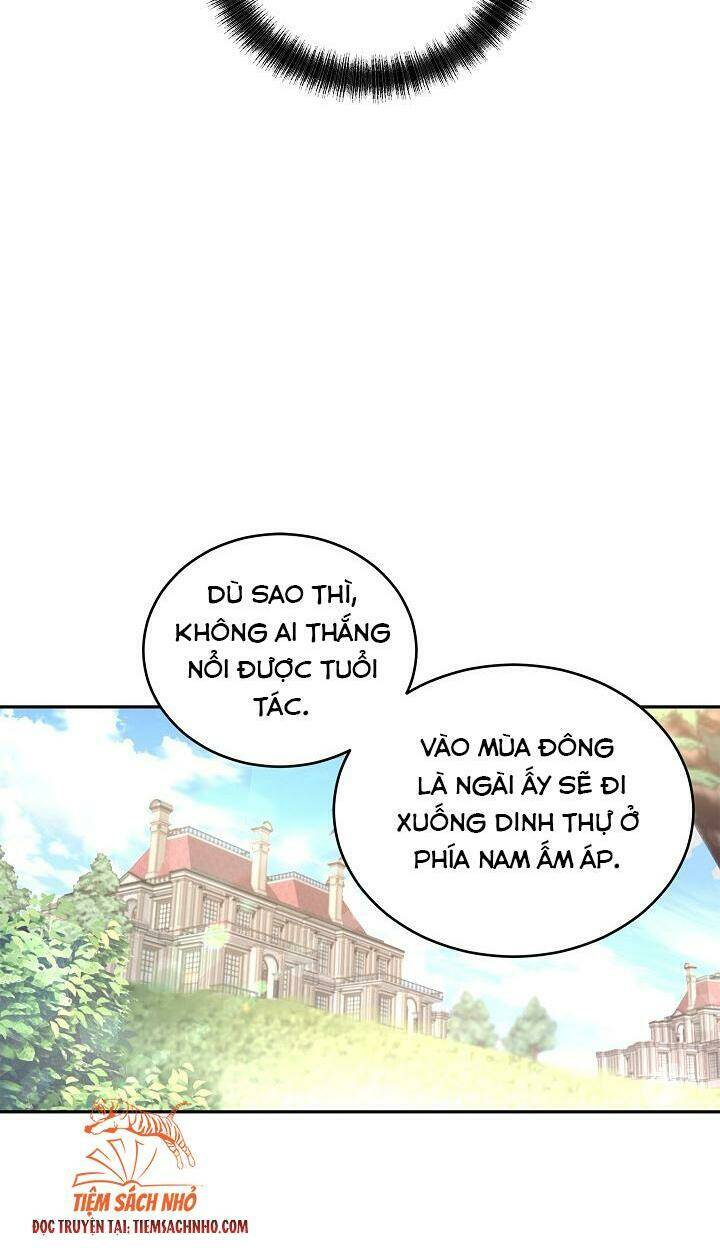 DÙ SAO THÌ,
KHÔNG AI THẮNG
NỔI ĐƯỢC TUỔI
TÁC.
VÀO MÙA ĐÔNG
LÀ NGÀI ẤY SẼ ĐI
XUỐNG DINH THỰ Ở
PHÍA NAM ẤM ÁP.
TIỆM SÁCH NHỎ
ĐỌC TRUYỆN TẠI: TIEMSACHNHO.COM